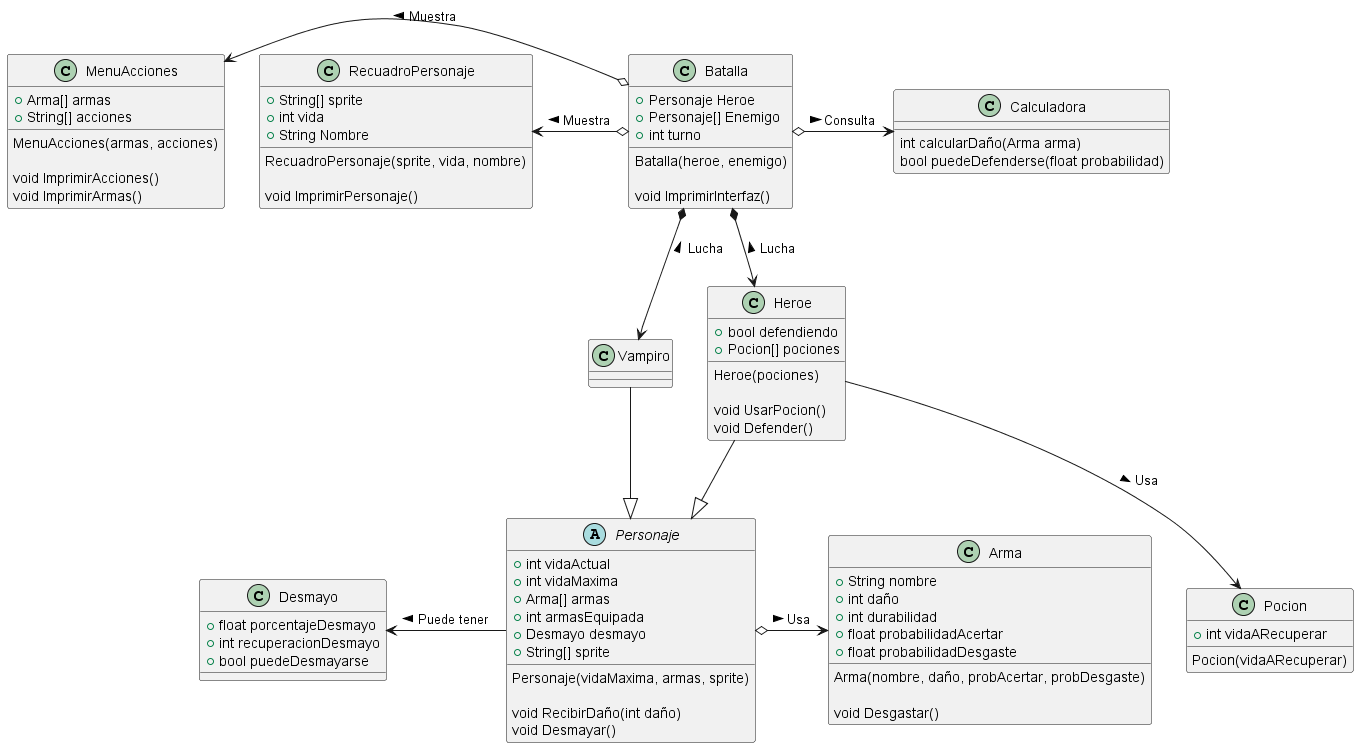 Muestra
C MenuAcciones
Arma[] armas
String[] acciones
MenuAcciones(armas, acciones)
void ImprimirAcciones()
void ImprimirArmas()
C RecuadroPersonaje
String[] sprite
int vida
String Nombre
RecuadroPersonaje(sprite, vida, nombre)
void ImprimirPersonaje()
Muestra
C Batalla
Personaje Heroe
Personaje[] Enemigo
int turno
Batalla(heroe, enemigo)
void ImprimirInterfaz()
Consulta
C Calculadora
int calcularDaño(Arma arma)
bool puedeDefenderse(float probabilidad)
Lucha
Lucha
C Vampiro
C Heroe
bool defendiendo
Pocion[] pociones
Heroe(pociones)
void UsarPocion()
void Defender()
Usa
C Desmayo
float porcentajeDesmayo
int recuperacionDesmayo
bool puedeDesmayarse
Puede tener
A Personaje
int vidaActual
int vidaMaxima
Arma[] armas
int armasEquipada
Desmayo desmayo
String[] sprite
Personaje(vidaMaxima, armas, sprite)
void RecibirDaño(int daño)
void Desmayar()
Usa
C Arma
String nombre
int daño
int durabilidad
float probabilidadAcertar
float probabilidadDesgaste
Arma(nombre, daño, probAcertar, probDesgaste)
void Desgastar()
C Pocion
int vidaARecuperar
Pocion(vidaARecuperar)